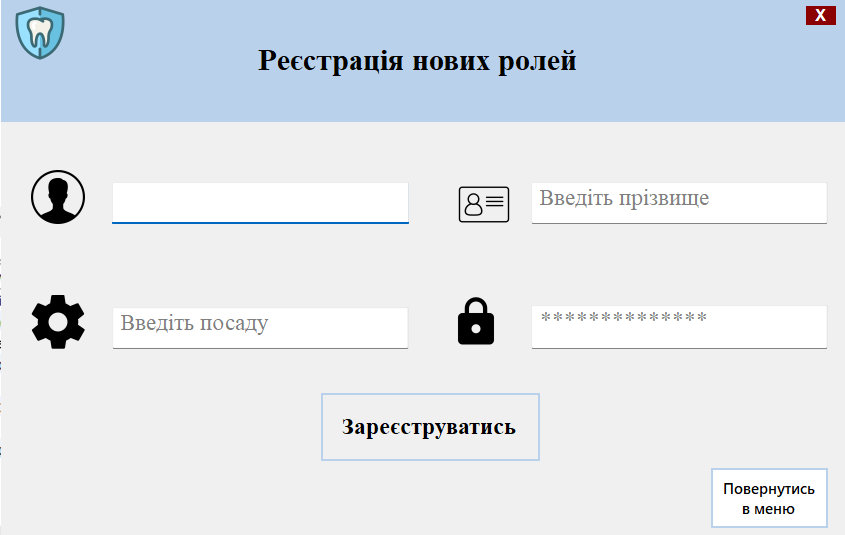 X
Реєстрація нових ролей
Введіть прізвище
Введіть посаду
**************
Зареєструватись
Повернутись
в меню